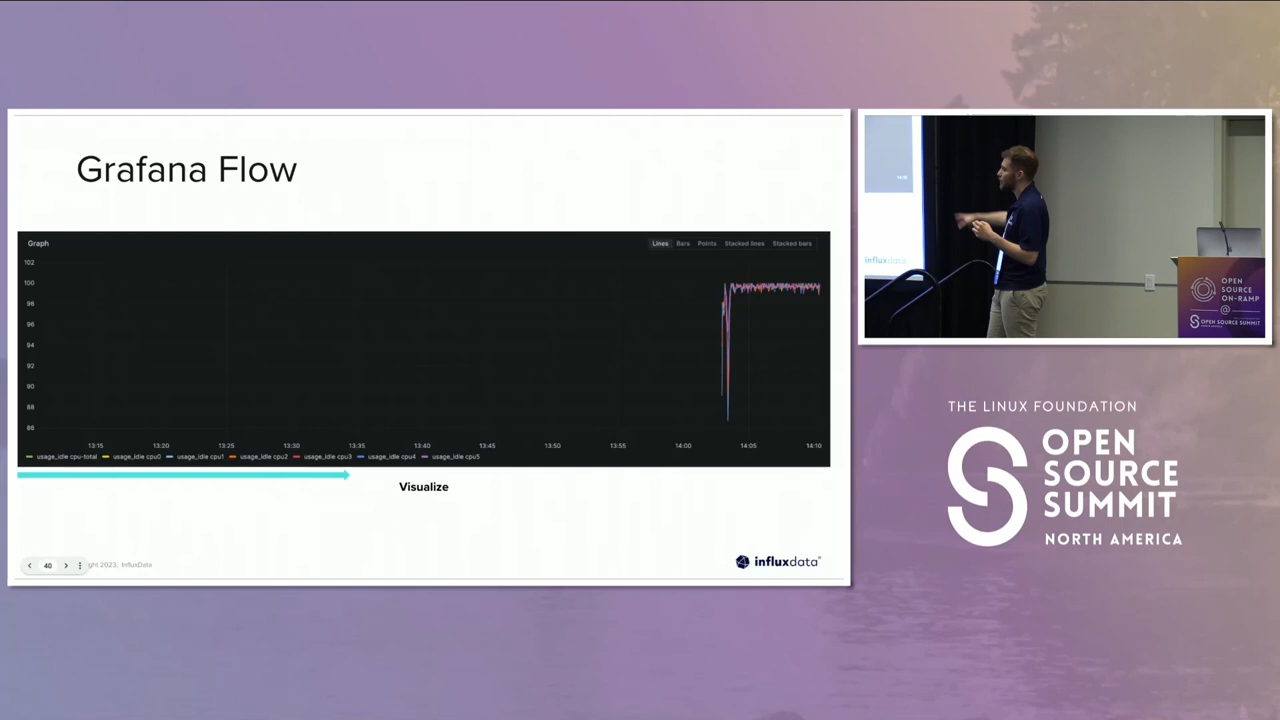 Grafana Flow
Graph
Lines Bars Points Stacked lines Stacked bars
102
100
98
96
94
92
90
88
86
13:15 13:20 13:25 13:30 13:35 13:40 13:45 13:50 13:55 14:00 14:05 14:10
usage_idle cpu-total usage_idle cpu0 usage_idle cpu1 usage_idle cpu2 usage_idle cpu3 usage_idle cpu4 usage_idle cpu5
Visualize
40
ght 2023, InfluxData
influxdata
influxdata
OPEN
SOURCE
ON-RAMP
@
OPEN SOURCE SUMMIT
THE LINUX FOUNDATION
OPEN
SOURCE
SUMMIT
NORTH AMERICA